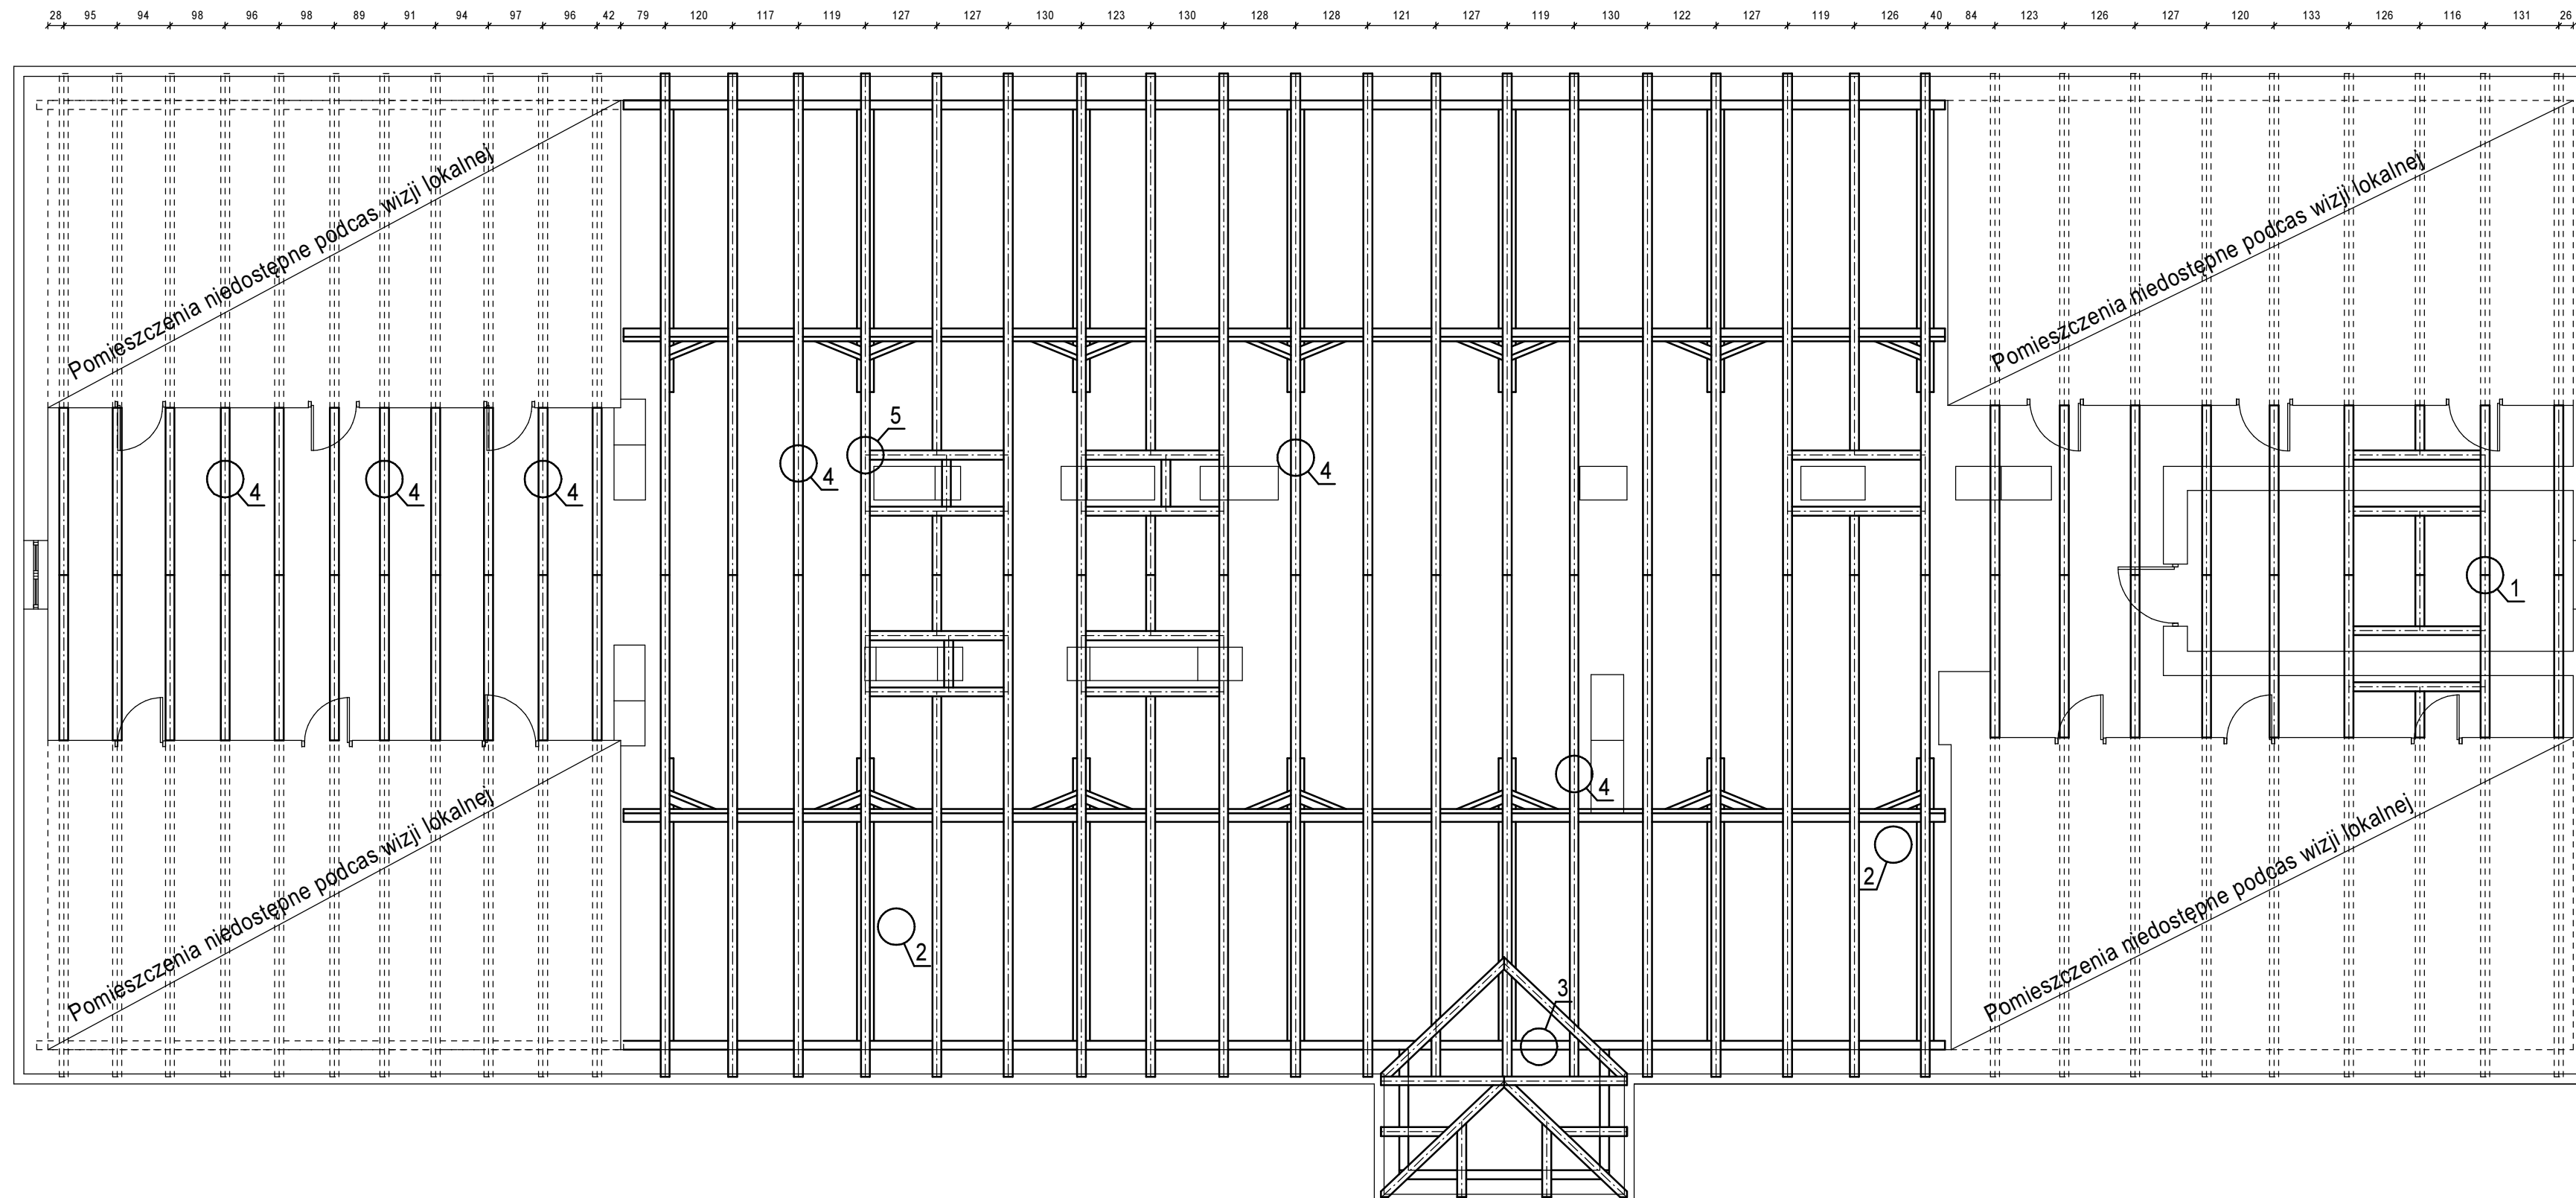 28 95 94 98 96 98 89 91 94 97 96 42 79 120 117 119 127 127 130 123 130 128 128 121 127 119 130 122 127 119 126 40 84 123 126 127 120 133 126 116 131 26
Pomieszczenia niedostępne podcas wizji lokalnej
Pomieszczenia niedostępne podcas wizji lokalnej
5
4
4
4
4
4
1
4
2
2
3
Pomieszczenia niedostępne podcas wizji lokalnej
Pomieszczenia niedostępne podcas wizji lokalnej